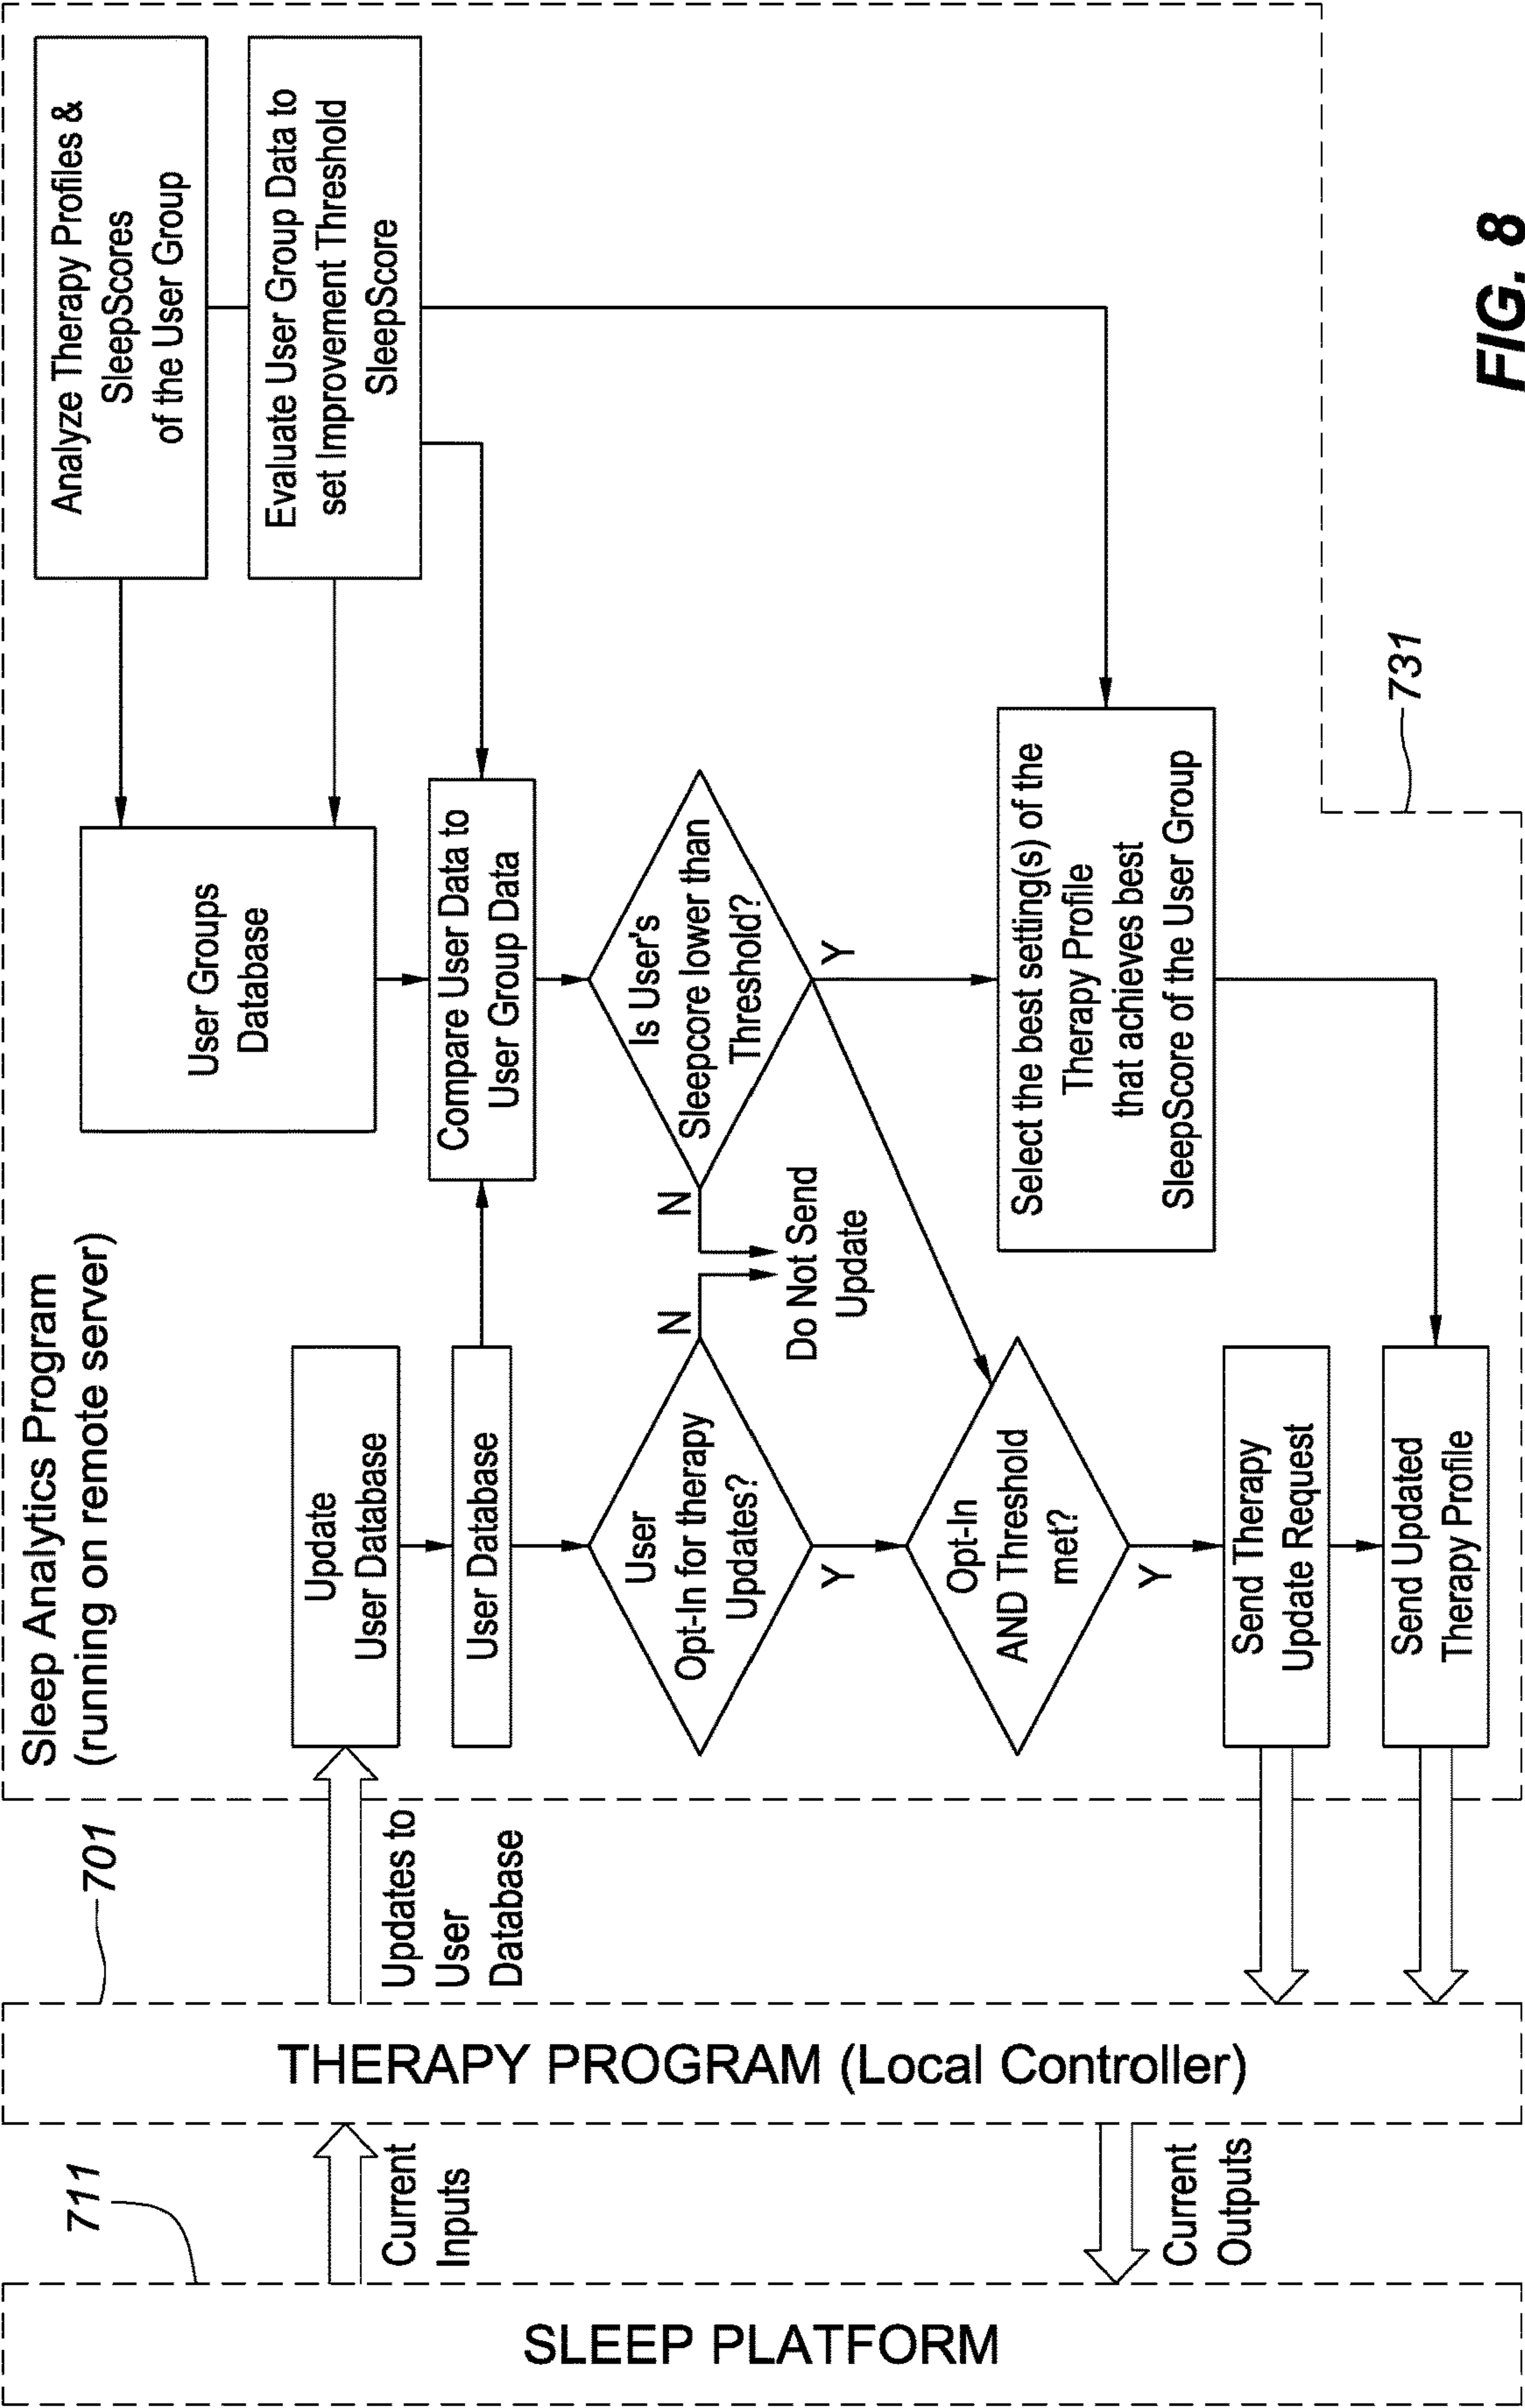 711
701
SLEEP PLATFORM
Current
Inputs
Current
Outputs
THERAPY PROGRAM (Local Controller)
Updates to
User
Database
Sleep Analytics Program
(running on remote server)
Update
User Database
User Database
User
Opt-In for therapy
Updates?
N
Y
Opt-In
AND Threshold
met?
Y
Send Therapy
Update Request
Send Updated
Therapy Profile
Do Not Send
Update
User Groups
Database
Compare User Data to
User Group Data
Is User's
Sleepcore lower than
Threshold?
N
Y
Select the best setting(s) of the
Therapy Profile
that achieves best
SleepScore of the User Group
Analyze Therapy Profiles &
SleepScores
of the User Group
Evaluate User Group Data to
set Improvement Threshold
SleepScore
731
FIG. 8